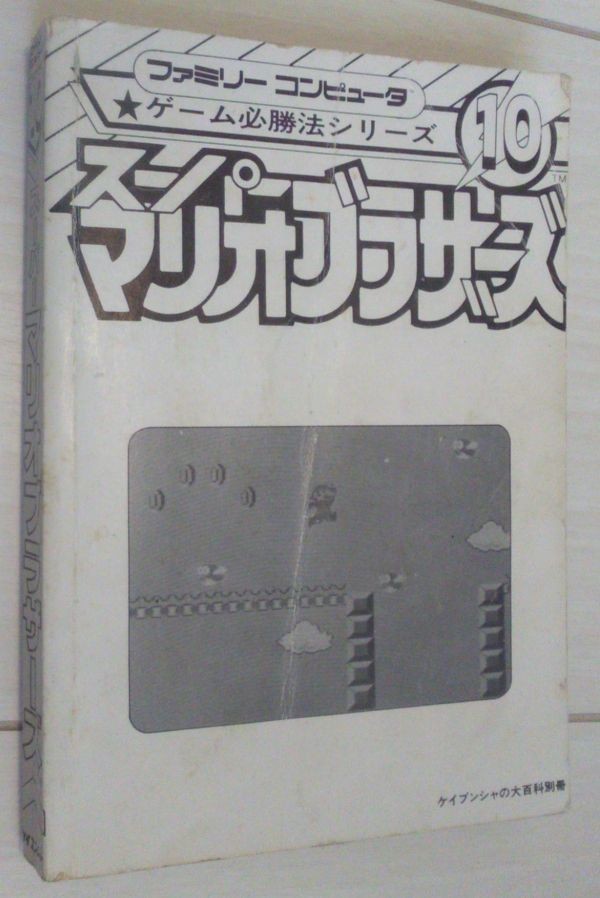 ファミリー コンピュータ
★ゲーム必勝法シリーズ
10
スーパー
マリオブラザーズ
TM
ケイブンシャの大百科別冊